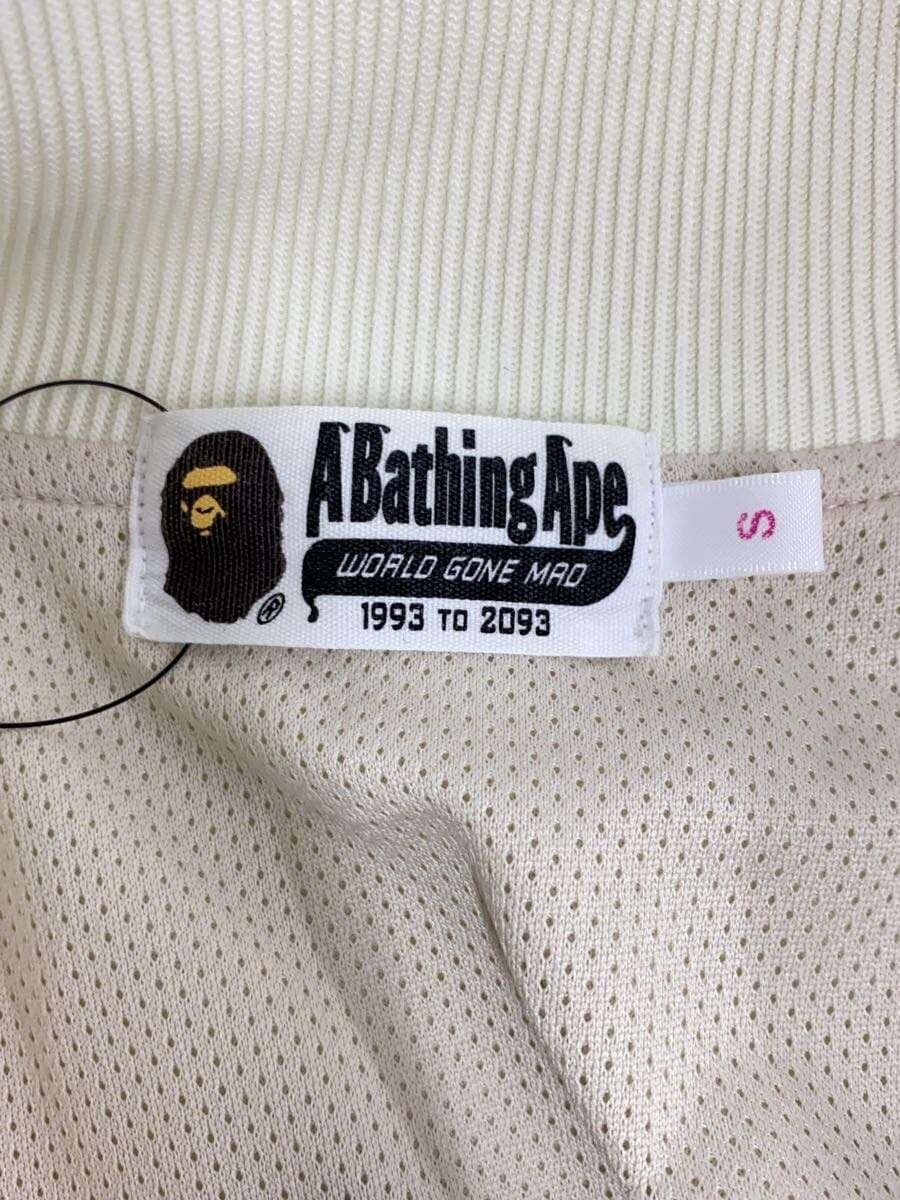 A Bathing Ape
WORLD GONE MAD
1993 TO 2093
®
S